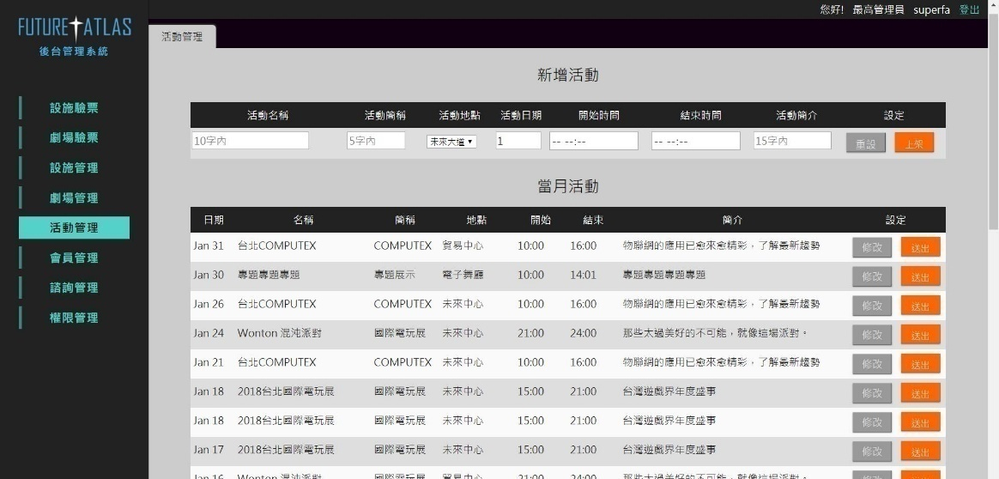 您好! 最高管理員 superfa 登出
FUTURE ATLAS
後台管理系統
設施驗票
劇場驗票
設施管理
劇場管理
活動管理
會員管理
諮詢管理
權限管理
活動管理
新增活動
活動名稱 活動簡稱 活動地點 活動日期 開始時間 結束時間 活動簡介 設定
10字內 5字內 未來大道 1 -- --:-- -- --:-- 15字內 重設 上架
當月活動
日期 名稱 簡稱 地點 開始 結束 簡介 設定
Jan 31 台北COMPUTEX COMPUTEX 貿易中心 10:00 16:00 物聯網的應用已愈來愈精彩，了解最新趨勢 修改 送出
Jan 30 專題專題專題 專題展示 電子舞廳 10:00 14:01 專題專題專題專題 修改 送出
Jan 26 台北COMPUTEX COMPUTEX 未來中心 10:00 16:00 物聯網的應用已愈來愈精彩，了解最新趨勢 修改 送出
Jan 24 Wonton 混沌派對 國際電玩展 未來中心 21:00 24:00 那些太過美好的不可能，就像這場派對。 修改 送出
Jan 21 台北COMPUTEX COMPUTEX 未來中心 10:00 16:00 物聯網的應用已愈來愈精彩，了解最新趨勢 修改 送出
Jan 18 2018台北國際電玩展 國際電玩展 未來中心 15:00 21:00 台灣遊戲界年度盛事 修改 送出
Jan 18 2018台北國際電玩展 國際電玩展 未來中心 15:00 21:00 台灣遊戲界年度盛事 修改 送出
Jan 17 2018台北國際電玩展 國際電玩展 未來中心 15:00 21:00 台灣遊戲界年度盛事 修改 送出
Jan 16 Wonton 混沌派對 國際電玩展 貿易中心 21:00 24:00 那些太過美好的不可能，就像這場派對。 修改 送出